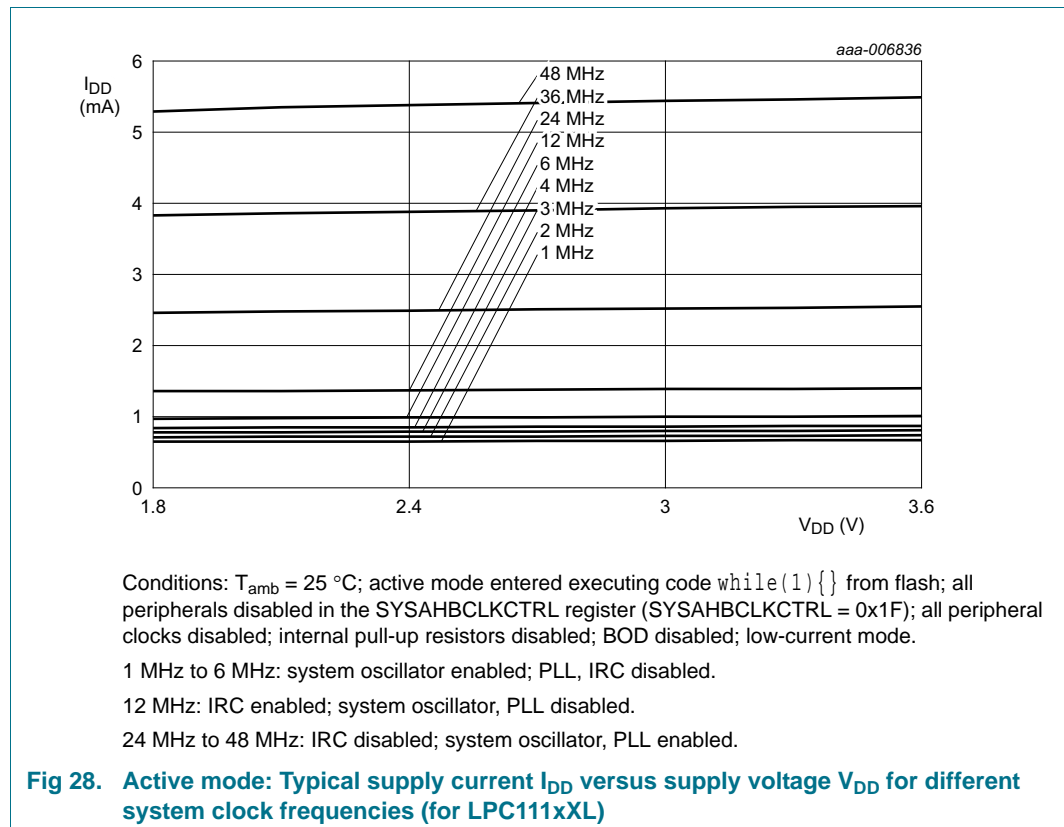 aaa-006836
6
I_DD
(mA)
5
4
3
2
1
0
48 MHz
36 MHz
24 MHz
12 MHz
6 MHz
4 MHz
3 MHz
2 MHz
1 MHz
1.8
2.4
3
3.6
V_DD (V)
Conditions: T_amb = 25 °C; active mode entered executing code while(1){} from flash; all
peripherals disabled in the SYSAHBCLKCTRL register (SYSAHBCLKCTRL = 0x1F); all peripheral
clocks disabled; internal pull-up resistors disabled; BOD disabled; low-current mode.
1 MHz to 6 MHz: system oscillator enabled; PLL, IRC disabled.
12 MHz: IRC enabled; system oscillator, PLL disabled.
24 MHz to 48 MHz: IRC disabled; system oscillator, PLL enabled.
Fig 28. Active mode: Typical supply current I_DD versus supply voltage V_DD for different
system clock frequencies (for LPC111xXL)